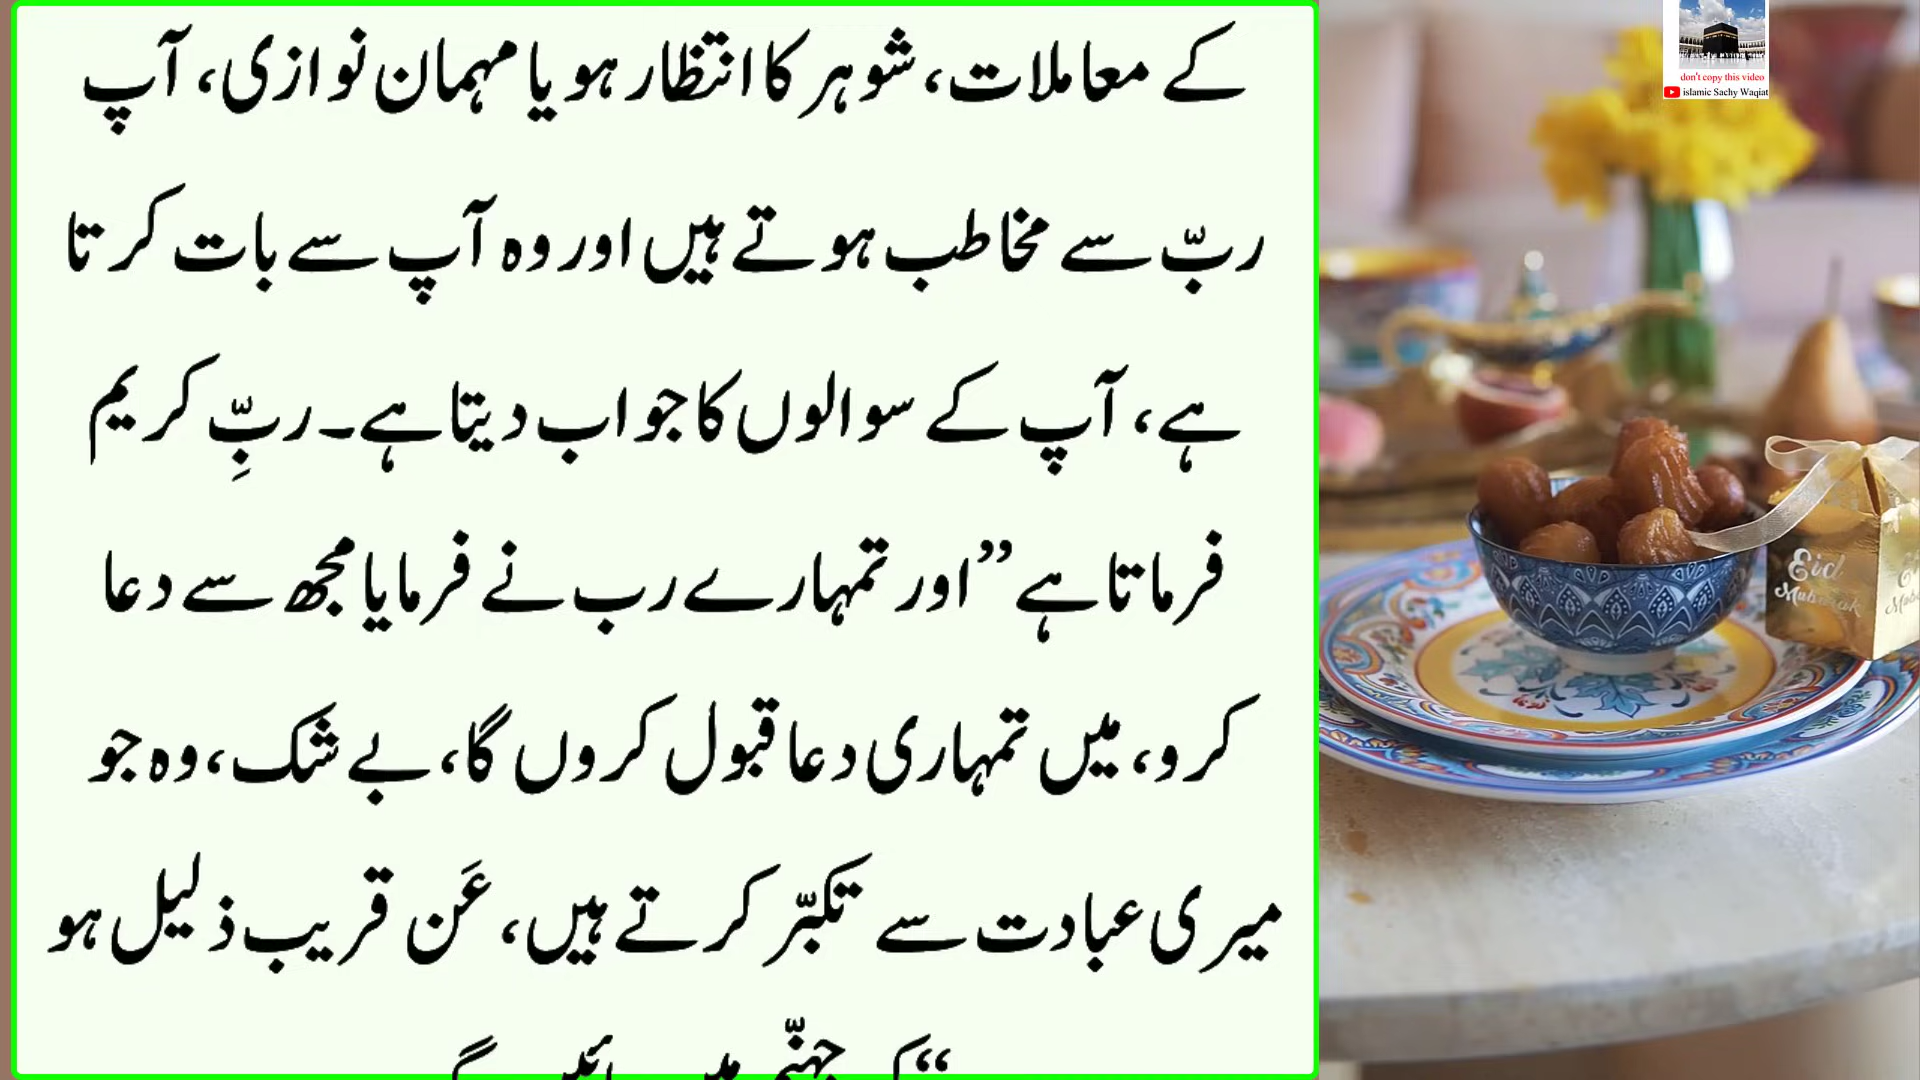 کے معاملات، شوہر کا انتظار ہو یا مہمان نوازی، آپ
ربّ سے مخاطب ہوتے ہیں اور وہ آپ سے بات کرتا
ہے، آپ کے سوالوں کا جواب دیتا ہے۔ ربِّ کریم
فرماتا ہے ”اور تمہارے رب نے فرمایا مجھ سے دعا
کرو، میں تمہاری دعا قبول کروں گا، بے شک، وہ جو
میری عبادت سے تکبّر کرتے ہیں، عَن قریب ذلیل ہو
don't copy this video
islamic Sachy Waqiat
Eid
Mubarak